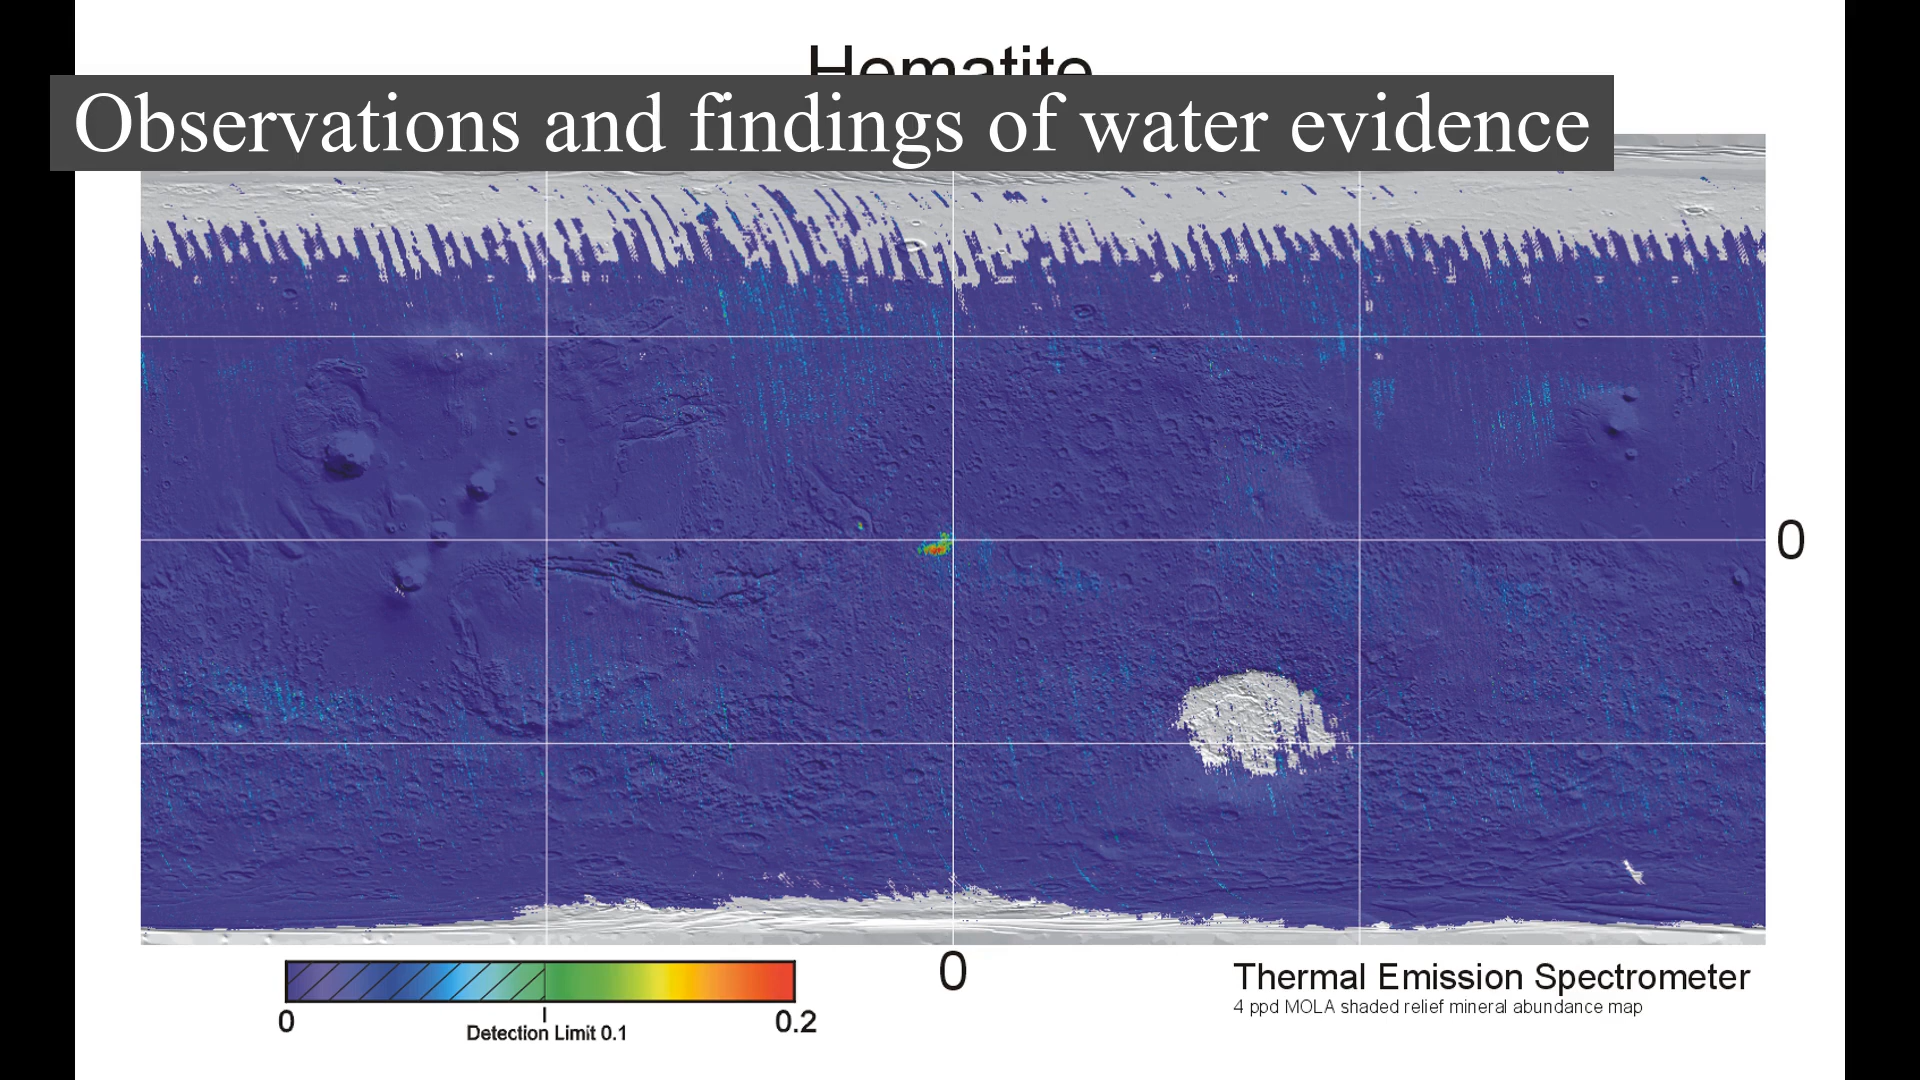 Hematite
Observations and findings of water evidence
0
0
0
0.2
Detection Limit 0.1
Thermal Emission Spectrometer
4 ppd MOLA shaded relief mineral abundance map